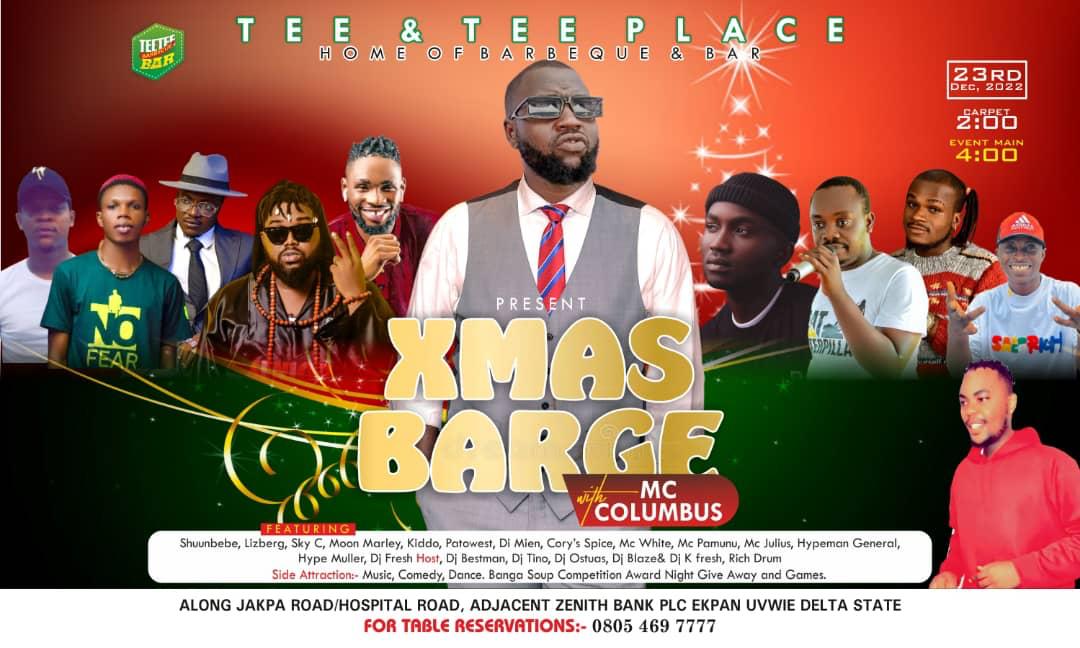 TEE & TEE PLACE
HOME OF BARBEQUE & BAR
TEETEE
BAR
23RD
Dec, 2022
CARPET
2:00
EVENT MAIN
4:00
NO
FEAR
adidas
PRESENT
XMAS
BARGE
with MC
COLUMBUS
FEATURING
Shuunbebe, Lizberg, Sky C, Moon Marley, Kiddo, Patowest, Di Mien, Cory's Spice, Mc White, Mc Pamunu, Mc Julius, Hypeman General,
Hype Muller, Dj Fresh Host, Dj Bestman, Dj Tino, Dj Ostuas, Dj Blaze& Dj K fresh, Rich Drum
Side Attraction:- Music, Comedy, Dance. Banga Soup Competition Award Night Give Away and Games.
ALONG JAKPA ROAD/HOSPITAL ROAD, ADJACENT ZENITH BANK PLC EKPAN UVWIE DELTA STATE
FOR TABLE RESERVATIONS:- 0805 469 7777